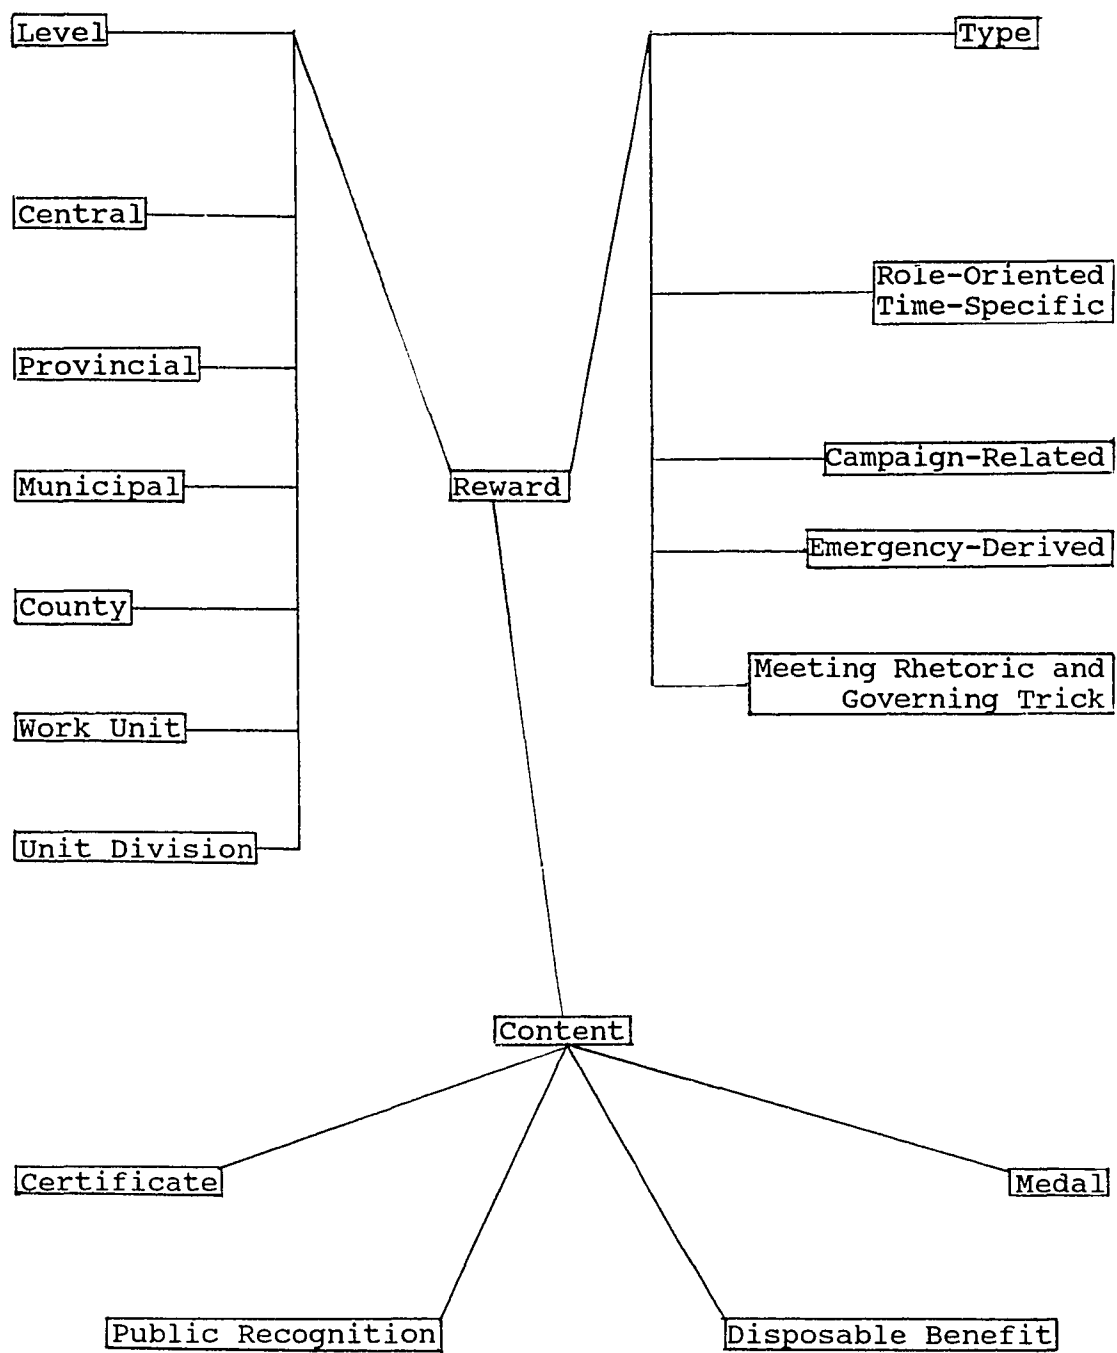 Level
Type
Central
Role-Oriented
Time-Specific
Provincial
Campaign-Related
Municipal
Reward
Emergency-Derived
County
Meeting Rhetoric and
Governing Trick
Work Unit
Unit Division
Content
Certificate
Medal
Public Recognition
Disposable Benefit